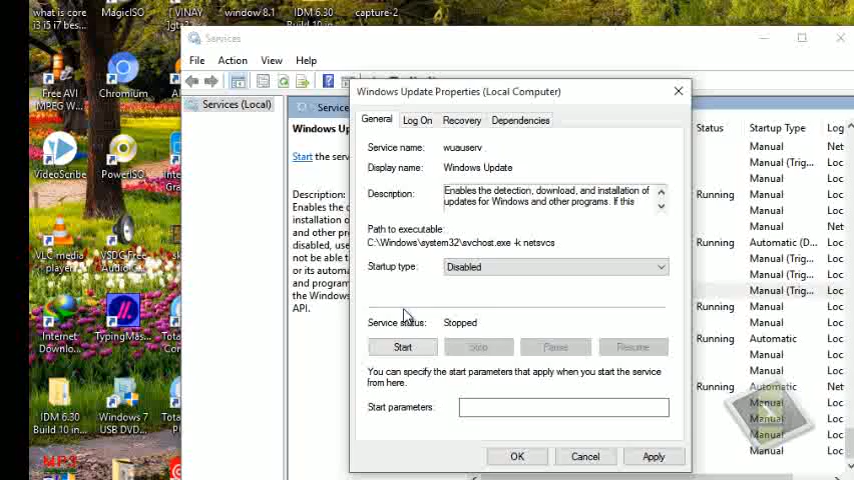 what is core
i3 i5 i7 bes...
MagicISO
[ VINAY
window 8.1
IDM 6.30
Build 10 in...
capture-2
Free AVI
MPEG W...
Chromium
VideoScribe
PowerISO
VLC media
player
VSDC Free
Audio C...
Internet
Downlo...
TypingMas...
IDM 6.30
Build 10 in...
Windows 7
USB DVD...
MP3
Services
File Action View Help
Services (Local)
Windows Up
Start the serv
Description:
Enables the d
installation o
and other pro
disabled, use
not be able t
or its automa
and program
the Windows
API.
Windows Update Properties (Local Computer)
General Log On Recovery Dependencies
Service name: wuauserv
Display name: Windows Update
Description: Enables the detection, download, and installation of
updates for Windows and other programs. If this
Path to executable:
C:\Windows\system32\svchost.exe -k netsvcs
Startup type: Disabled
Service status: Stopped
Start Stop Pause Resume
You can specify the start parameters that apply when you start the service
from here.
Start parameters:
OK Cancel Apply
Status Startup Type Log
Manual Net
Manual (Trig... Loc
Manual Loc
Running Manual Loc
Manual Loc
Manual Loc
Running Automatic (D... Loc
Manual (Trig... Loc
Manual (Trig... Loc
Manual (Trig... Loc
Running Manual Loc
Manual Loc
Running Automatic Loc
Manual Loc
Running Automatic Net
Manual Loc
Manual Loc
Manual Loc
Running Manual Loc